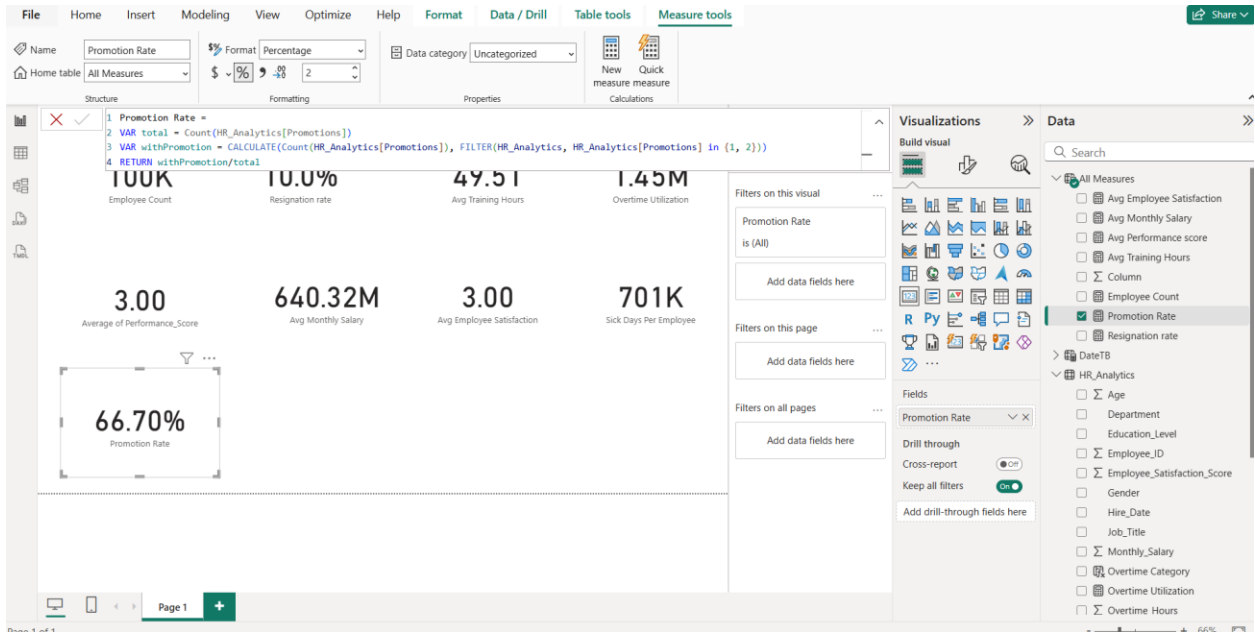 File Home Insert Modeling View Optimize Help Format Data / Drill Table tools Measure tools Share
Name Promotion Rate
Home table All Measures
Structure
$% Format Percentage
$ % 9 .00 2
Formatting
Data category Uncategorized
Properties
New measure
Quick measure
Calculations
1 Promotion Rate =
2 VAR total = Count(HR_Analytics[Promotions])
3 VAR withPromotion = CALCULATE(Count(HR_Analytics[Promotions]), FILTER(HR_Analytics, HR_Analytics[Promotions] in {1, 2}))
4 RETURN withPromotion/total
100K
Employee Count
10.0%
Resignation rate
49.51
Avg Training Hours
1.45M
Overtime Utilization
3.00
Average of Performance_Score
640.32M
Avg Monthly Salary
3.00
Avg Employee Satisfaction
701K
Sick Days Per Employee
66.70%
Promotion Rate
Filters on this visual ...
Promotion Rate
is (All)
Add data fields here
Filters on this page ...
Add data fields here
Filters on all pages ...
Add data fields here
Visualizations
Build visual
123
R Py
...
Fields
Promotion Rate
Drill through
Cross-report Off
Keep all filters On
Add drill-through fields here
Data
Search
All Measures
Avg Employee Satisfaction
Avg Monthly Salary
Avg Performance score
Avg Training Hours
Column
Employee Count
Promotion Rate
Resignation rate
DateTB
HR_Analytics
Age
Department
Education_Level
Employee_ID
Employee_Satisfaction_Score
Gender
Hire_Date
Job_Title
Monthly_Salary
Overtime Category
Overtime Utilization
Overtime Hours
Page 1
Page 1 of 1
66%